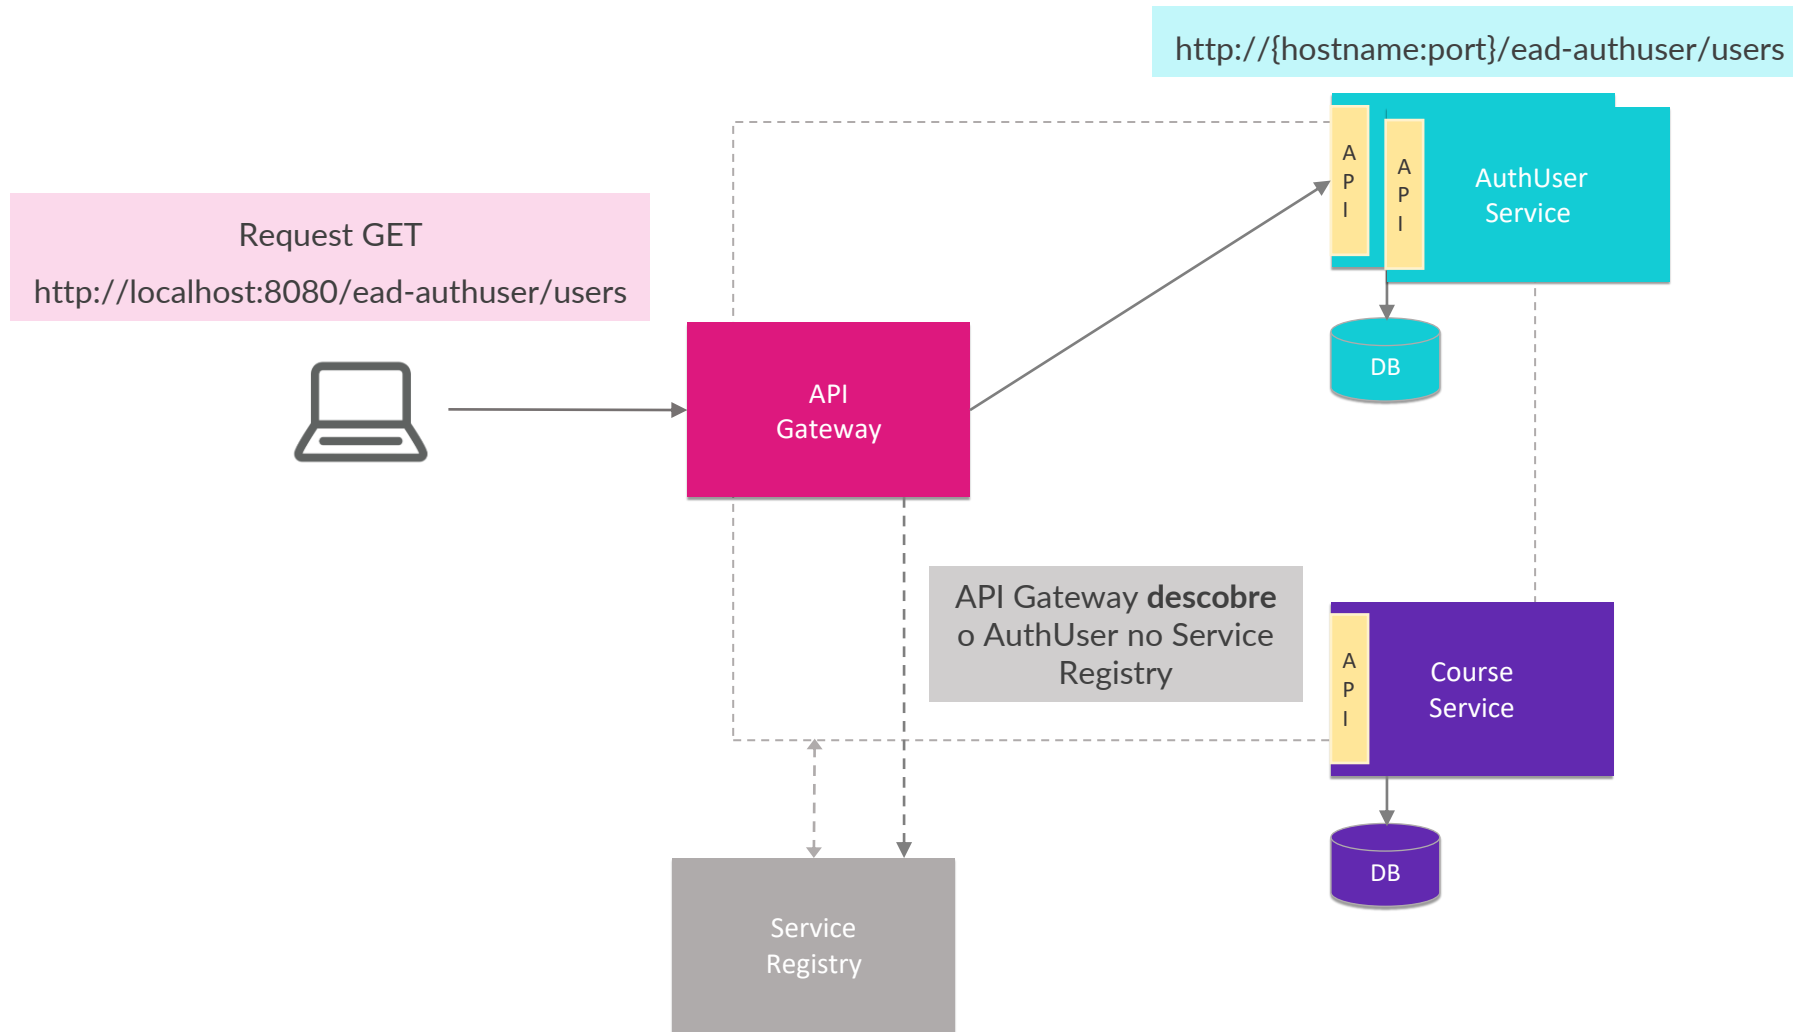 http://{hostname:port}/ead-authuser/users
Request GET
http://localhost:8080/ead-authuser/users
API
Gateway
A
P
I
A
P
I
AuthUser
Service
DB
API Gateway descobre
o AuthUser no Service
Registry
A
P
I
Course
Service
DB
Service
Registry